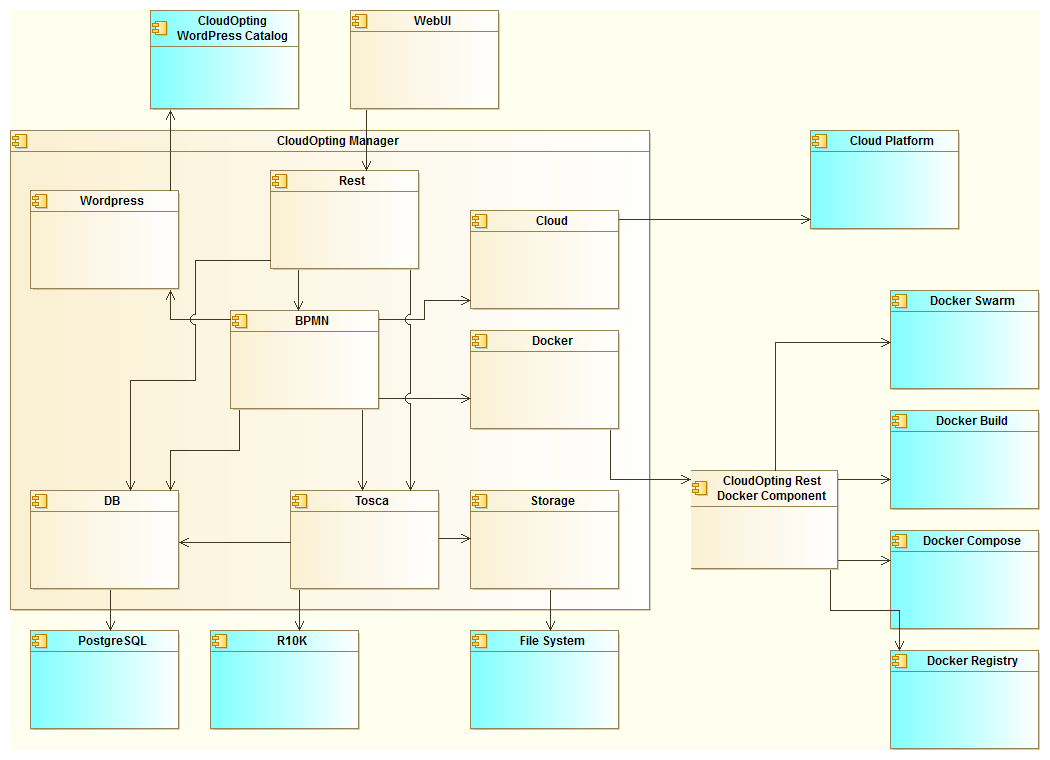 CloudOpting
WordPress Catalog
WebUI
CloudOpting Manager
Cloud Platform
Rest
Wordpress
Cloud
Docker Swarm
BPMN
Docker
Docker Build
CloudOpting Rest
Docker Component
DB
Tosca
Storage
Docker Compose
PostgreSQL
R10K
File System
Docker Registry